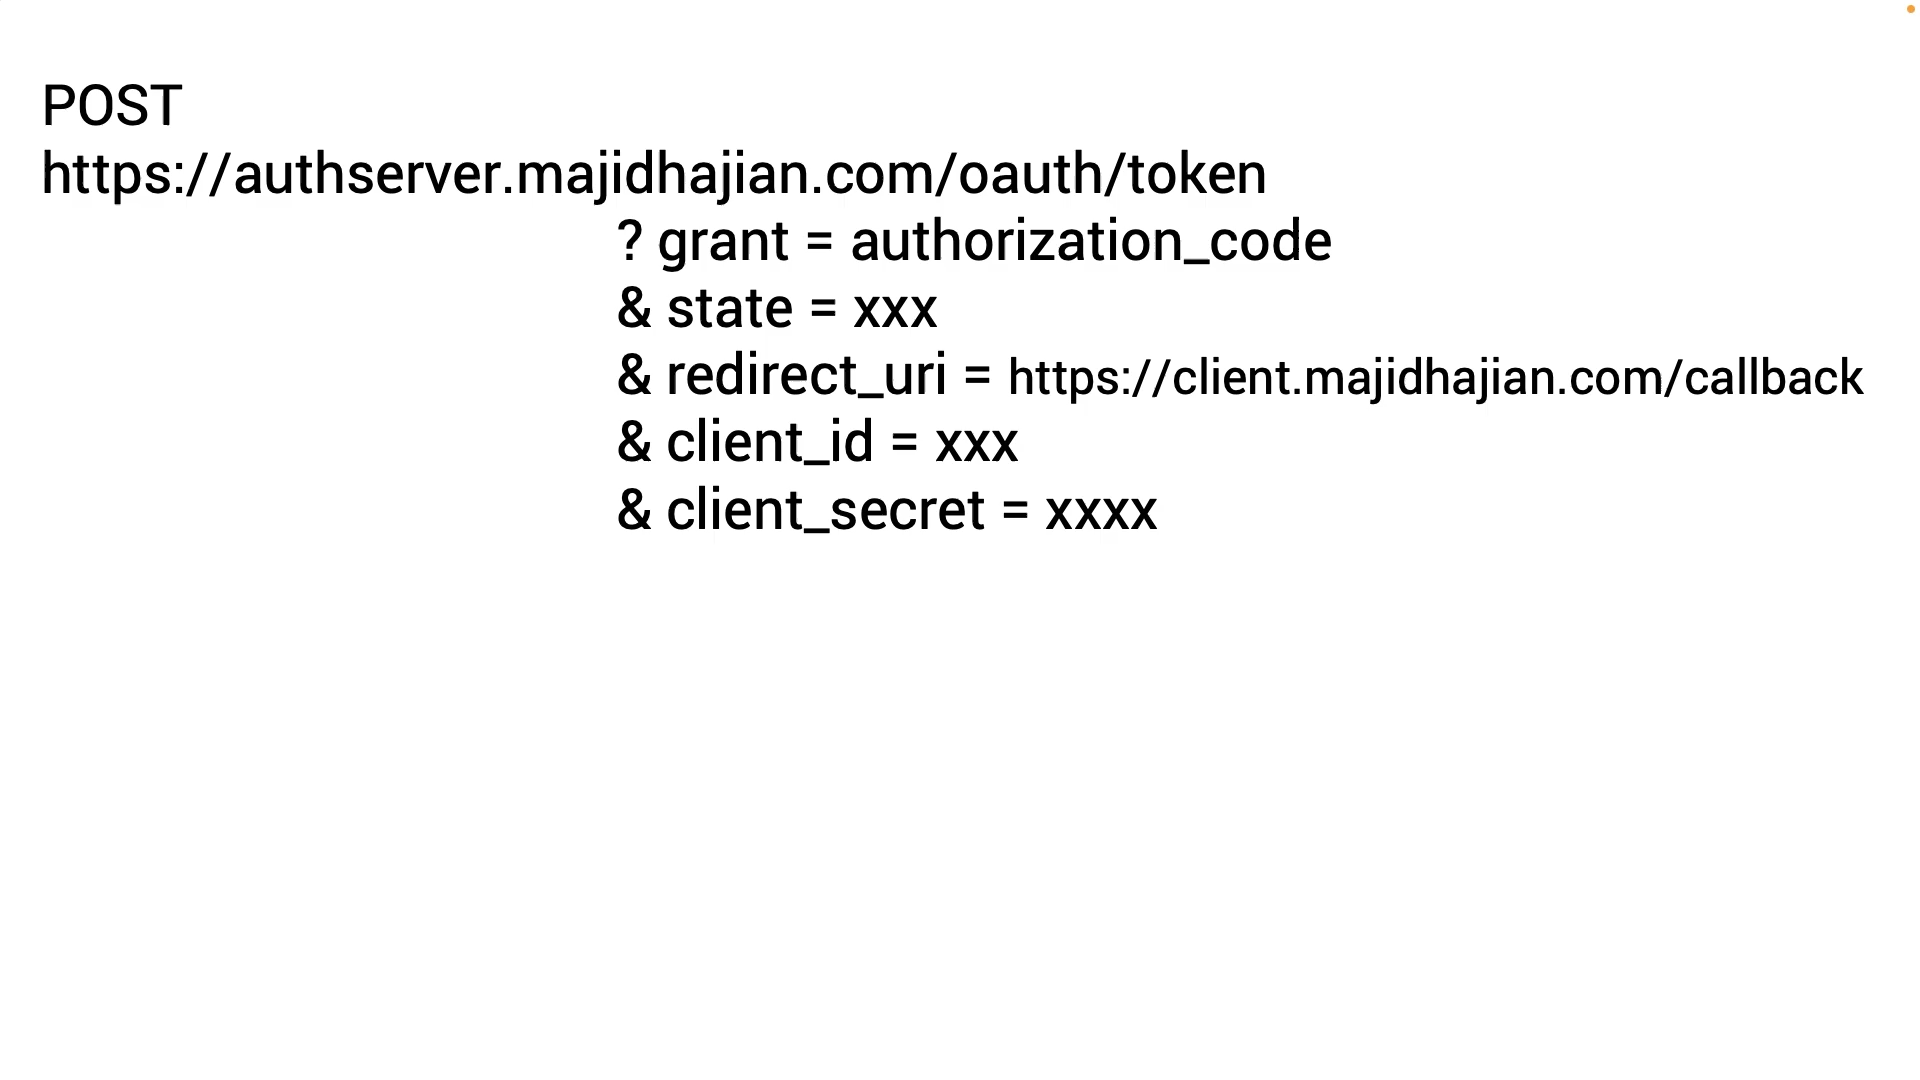 POST
https://authserver.majidhajian.com/oauth/token
? grant = authorization_code
& state = xxx
& redirect_uri = https://client.majidhajian.com/callback
& client_id = xxx
& client_secret = xxxx